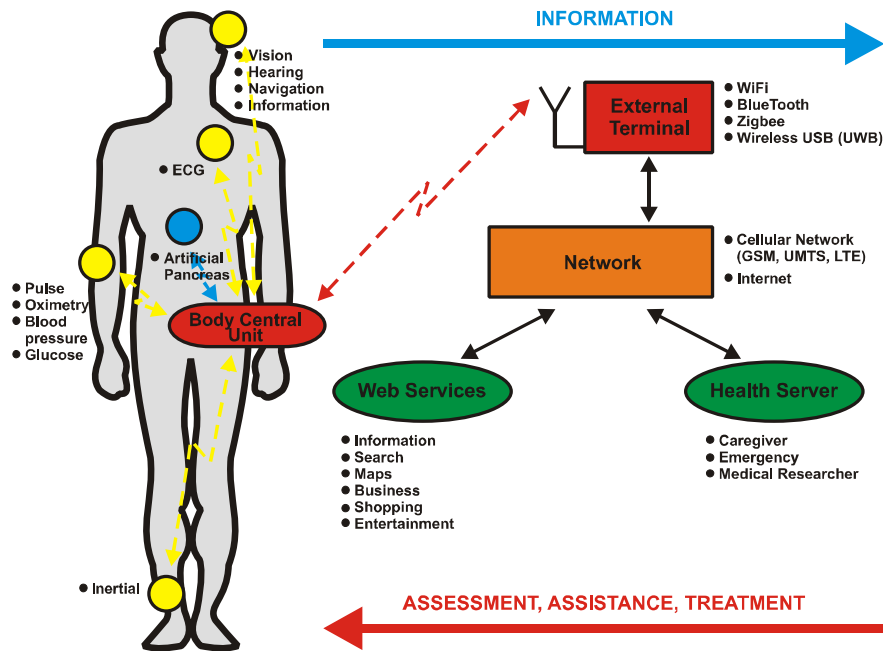 INFORMATION
• Vision
• Hearing
• Navigation
• Information
• ECG
• Artificial
Pancreas
• Pulse
• Oximetry
• Blood
pressure
• Glucose
Body Central
Unit
• Inertial
External
Terminal
• WiFi
• BlueTooth
• Zigbee
• Wireless USB (UWB)
Network
• Cellular Network
(GSM, UMTS, LTE)
• Internet
Web Services
• Information
• Search
• Maps
• Business
• Shopping
• Entertainment
Health Server
• Caregiver
• Emergency
• Medical Researcher
ASSESSMENT, ASSISTANCE, TREATMENT